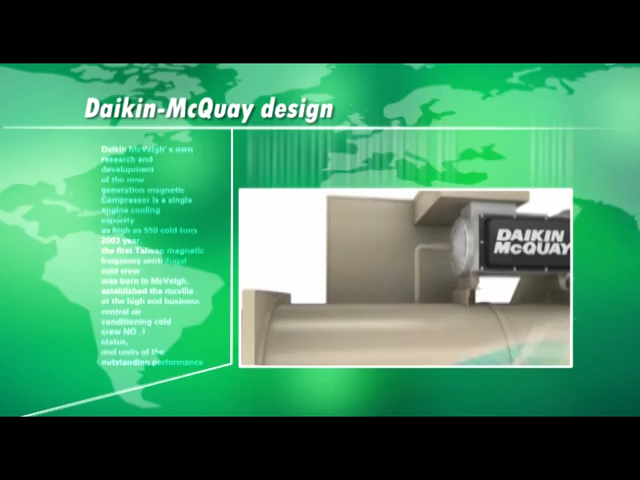 Daikin-McQuay design
Daikin McVeigh' s own
research and
development
of the new
generation magnetic
Compressor is a single
engine cooling
capacity
as high as 550 cold tons
2003 year,
the first Taiwan magnetic
frequency centrifugal
cold crew
was born in McVeigh.
established the mcville
at the high end business
central air
conditioning cold
crew NO .1
status,
and units of the
outstanding performance
DAIKIN
McQUAY